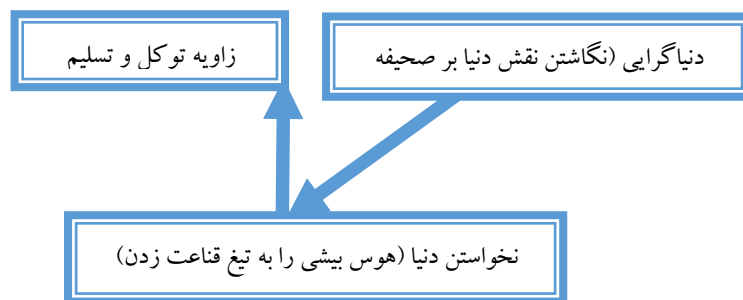 دنیاگرایی (نگاشتن نقش دنیا بر صحیفه
زاویه توکل و تسلیم
نخواستن دنیا (هوس بیشی را به تیغ قناعت زدن)